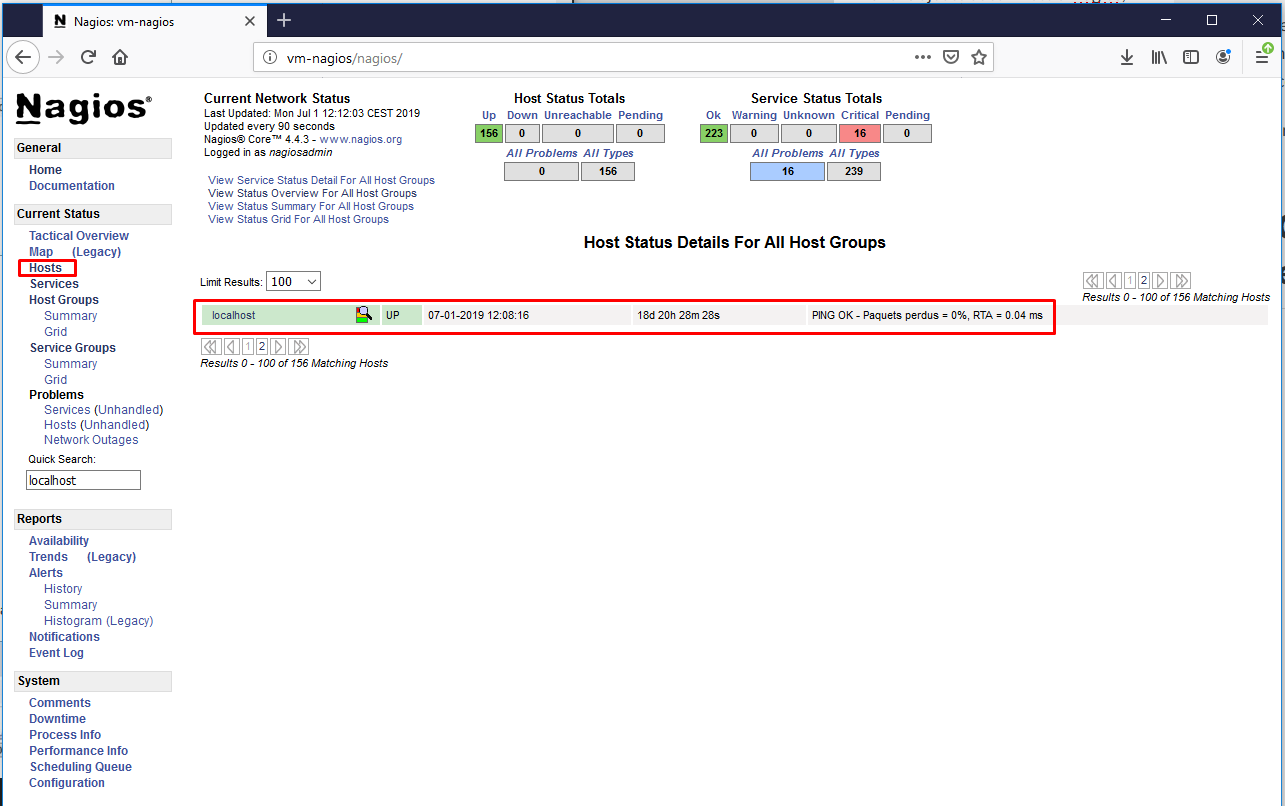 Nagios: vm-nagios
vm-nagios/nagios/
Nagios®
General
Home
Documentation
Current Status
Tactical Overview
Map (Legacy)
Hosts
Services
Host Groups
Summary
Grid
Service Groups
Summary
Grid
Problems
Services (Unhandled)
Hosts (Unhandled)
Network Outages
Quick Search:
localhost
Reports
Availability
Trends (Legacy)
Alerts
History
Summary
Histogram (Legacy)
Notifications
Event Log
System
Comments
Downtime
Process Info
Performance Info
Scheduling Queue
Configuration
Current Network Status
Last Updated: Mon Jul 1 12:12:03 CEST 2019
Updated every 90 seconds
Nagios® Core™ 4.4.3 - www.nagios.org
Logged in as nagiosadmin
View Service Status Detail For All Host Groups
View Status Overview For All Host Groups
View Status Summary For All Host Groups
View Status Grid For All Host Groups
Host Status Totals
Up Down Unreachable Pending
156 0 0 0
All Problems All Types
0 156
Service Status Totals
Ok Warning Unknown Critical Pending
223 0 0 16 0
All Problems All Types
16 239
Host Status Details For All Host Groups
Limit Results: 100
1 2
Results 0 - 100 of 156 Matching Hosts
localhost UP 07-01-2019 12:08:16 18d 20h 28m 28s PING OK - Paquets perdus = 0%, RTA = 0.04 ms
1 2
Results 0 - 100 of 156 Matching Hosts